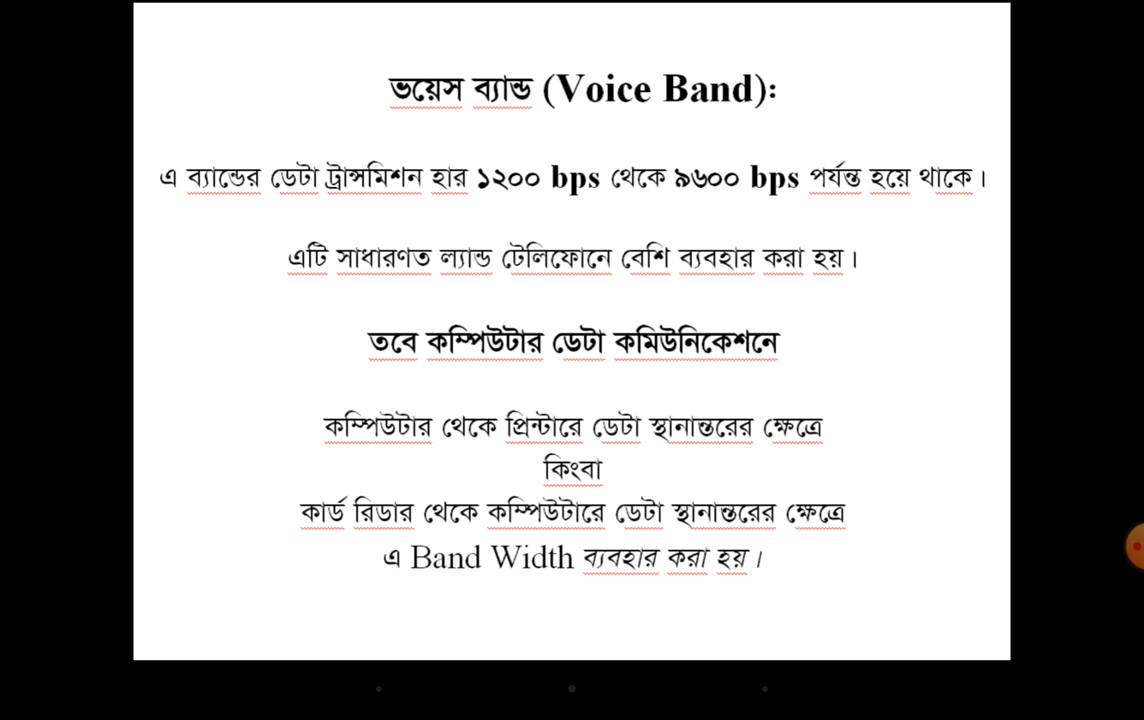 ভয়েস ব্যান্ড (Voice Band):
এ ব্যান্ডের ডেটা ট্রান্সমিশন হার ১২০০ bps থেকে ৯৬০০ bps পর্যন্ত হয়ে থাকে।
এটি সাধারণত ল্যান্ড টেলিফোনে বেশি ব্যবহার করা হয়।
তবে কম্পিউটার ডেটা কমিউনিকেশনে
কম্পিউটার থেকে প্রিন্টারে ডেটা স্থানান্তরের ক্ষেত্রে
কিংবা
কার্ড রিডার থেকে কম্পিউটারে ডেটা স্থানান্তরের ক্ষেত্রে
এ Band Width ব্যবহার করা হয়।